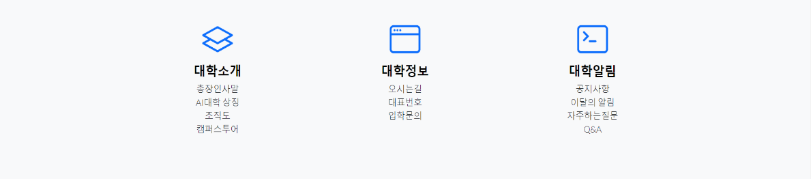 대학소개
총장인사말
AI대학 상징
조직도
캠퍼스투어
대학정보
오시는길
대표번호
입학문의
대학알림
공지사항
이달의 알림
자주하는질문
Q&A